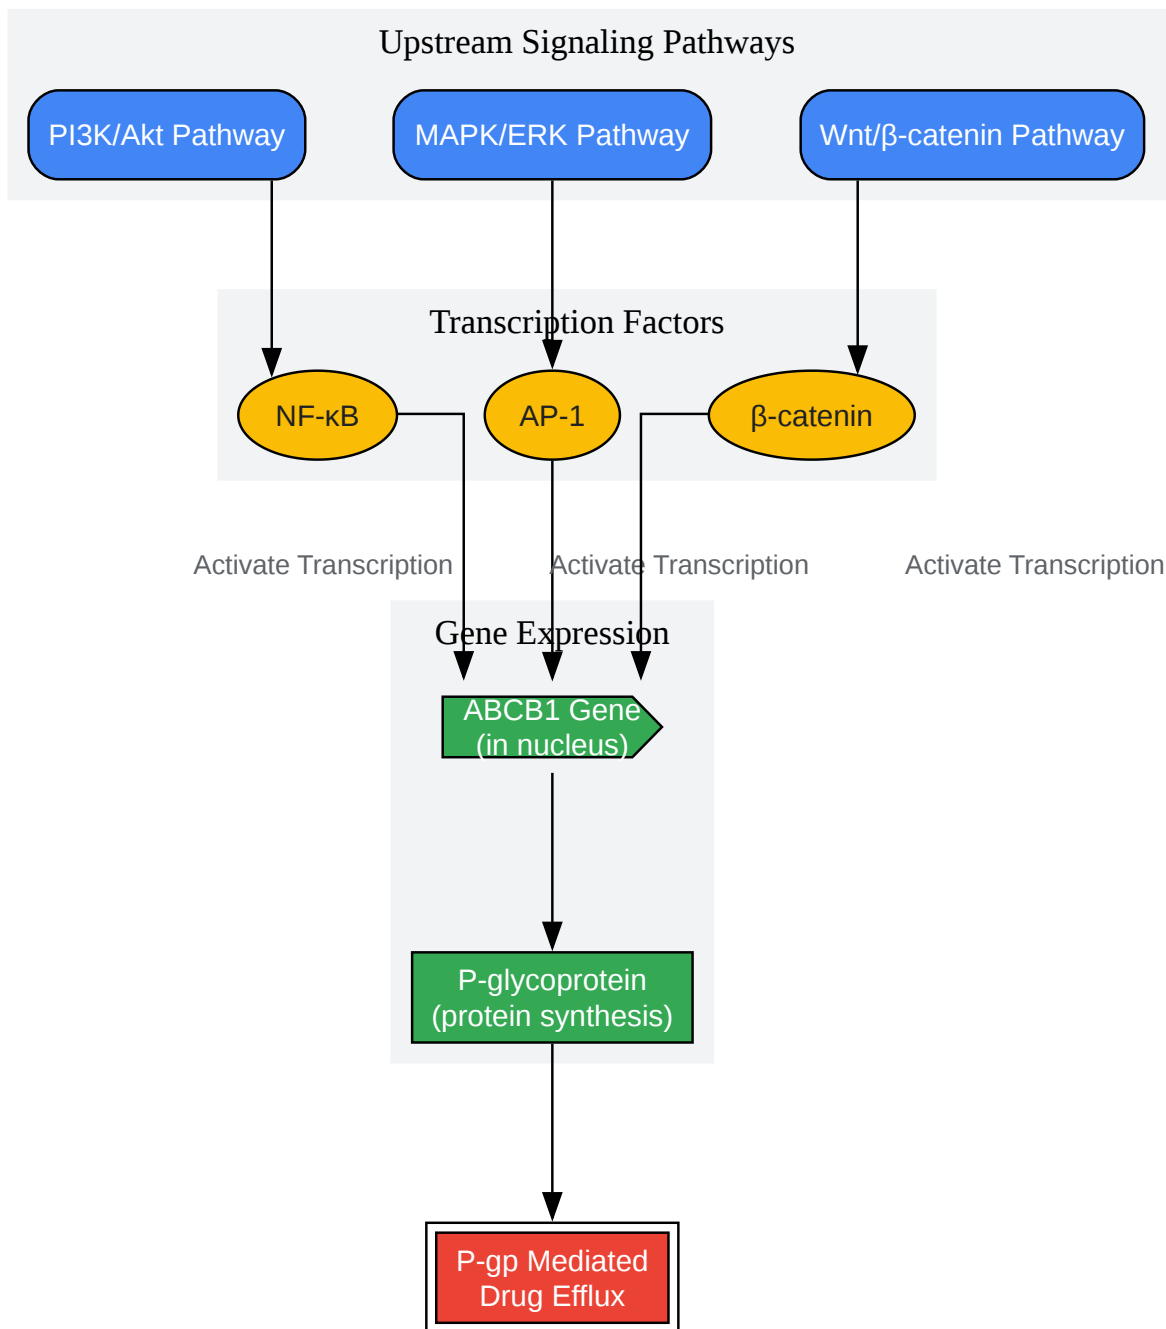 Upstream Signaling Pathways
PI3K/Akt Pathway
MAPK/ERK Pathway
Wnt/β-catenin Pathway
Transcription Factors
NF-κB
AP-1
β-catenin
Activate Transcription
Activate Transcription
Activate Transcription
Gene Expression
ABCB1 Gene
(in nucleus)
P-glycoprotein
(protein synthesis)
P-gp Mediated
Drug Efflux